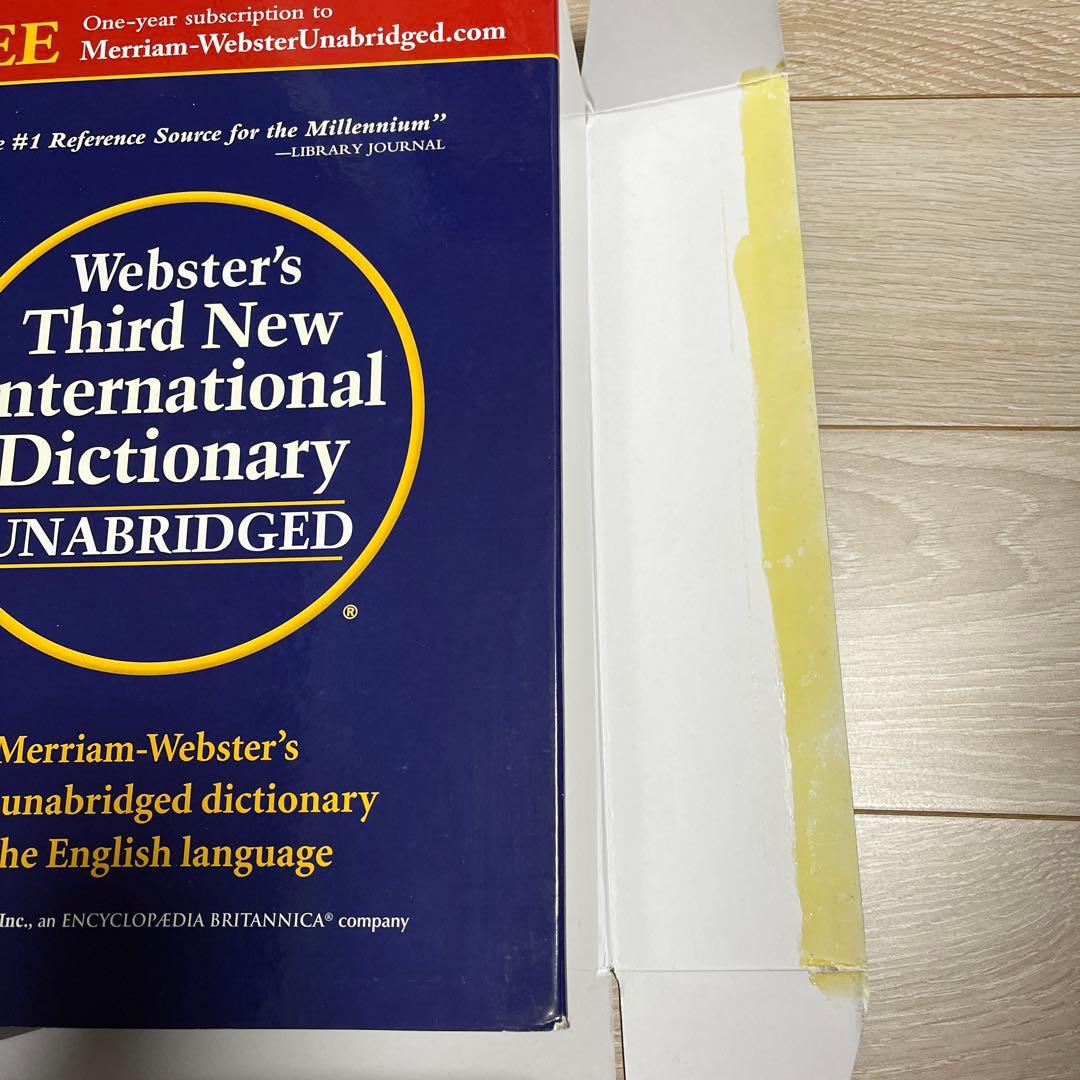 EE One-year subscription to
Merriam-WebsterUnabridged.com
#1 Reference Source for the Millennium”
—LIBRARY JOURNAL
Webster’s
Third New
nternational
Dictionary
UNABRIDGED
®
Merriam-Webster’s
unabridged dictionary
he English language
Inc., an ENCYCLOPÆDIA BRITANNICA® company